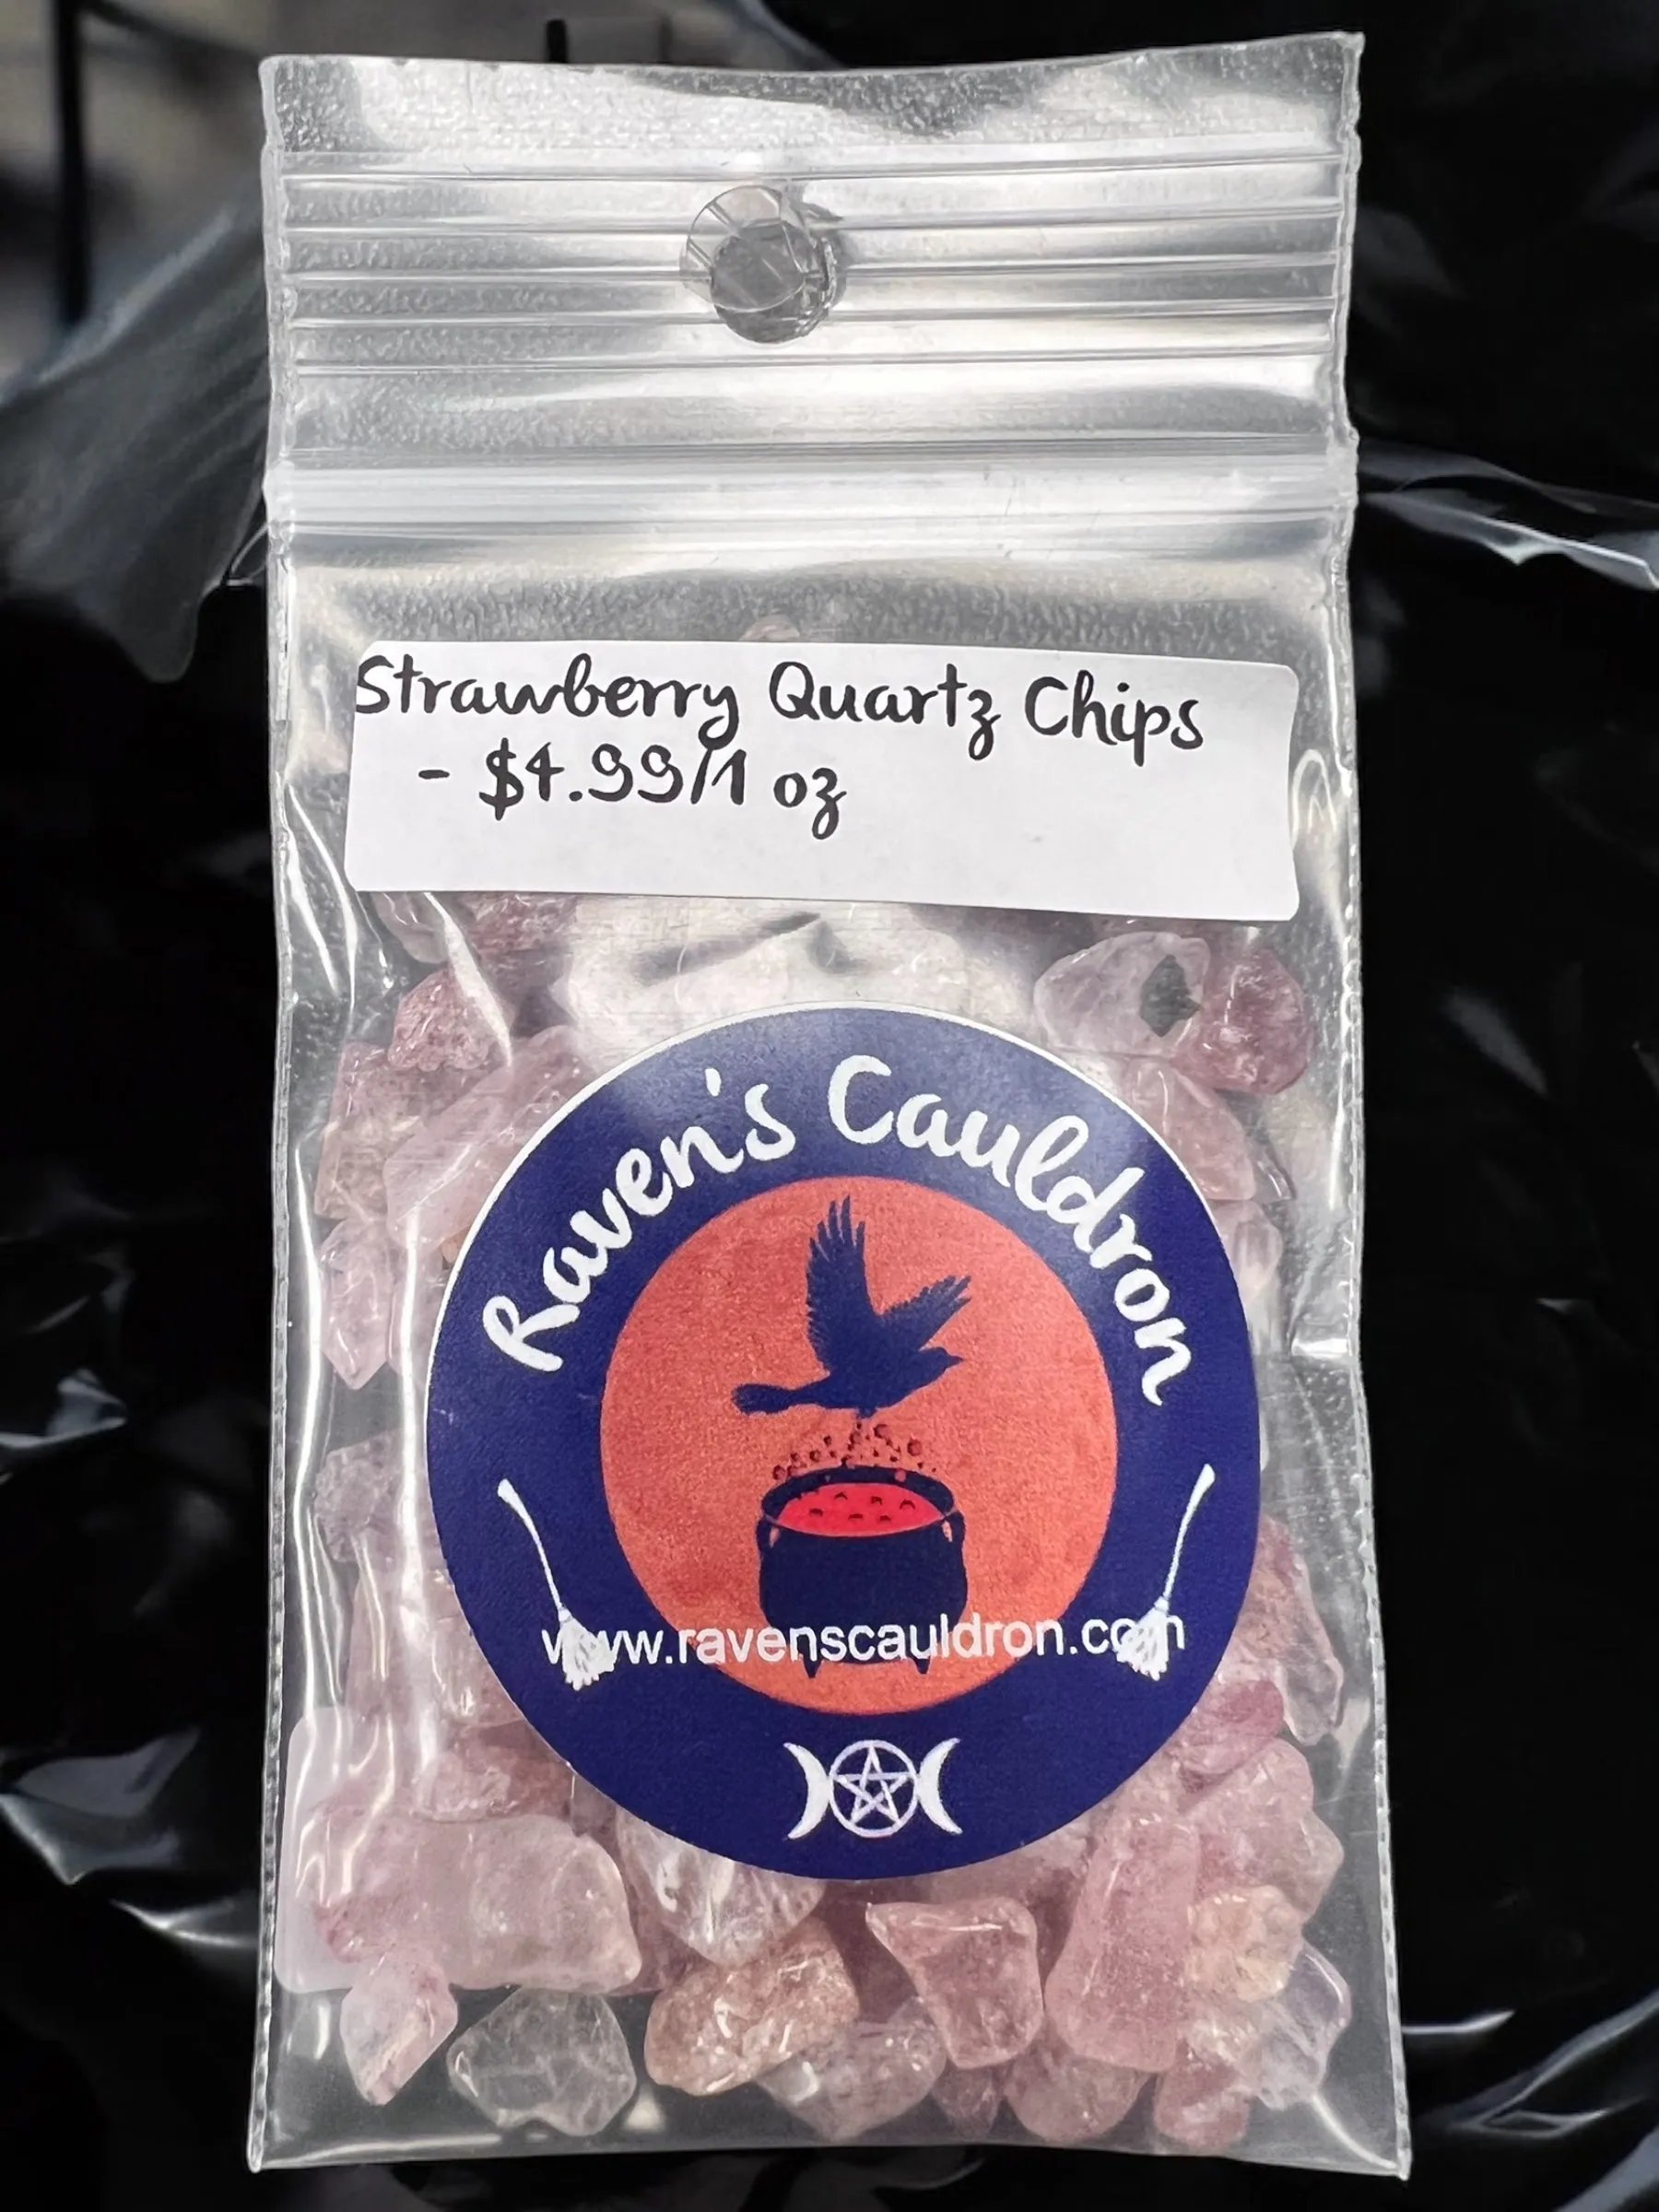 Strawberry Quartz Chips
- $4.99/1 oz
Raven's Cauldron
www.ravenscauldron.com